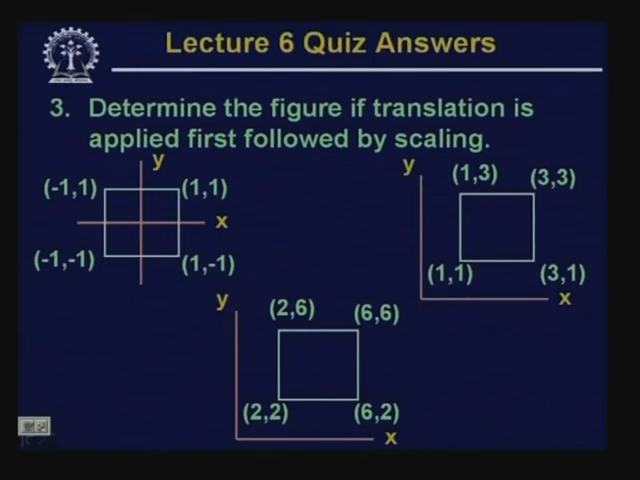 Lecture 6 Quiz Answers
3. Determine the figure if translation is
applied first followed by scaling.
y
(-1,1) (1,1)
x
(-1,-1) (1,-1)
y
(1,3) (3,3)
(1,1) (3,1)
x
y
(2,6) (6,6)
(2,2) (6,2)
x